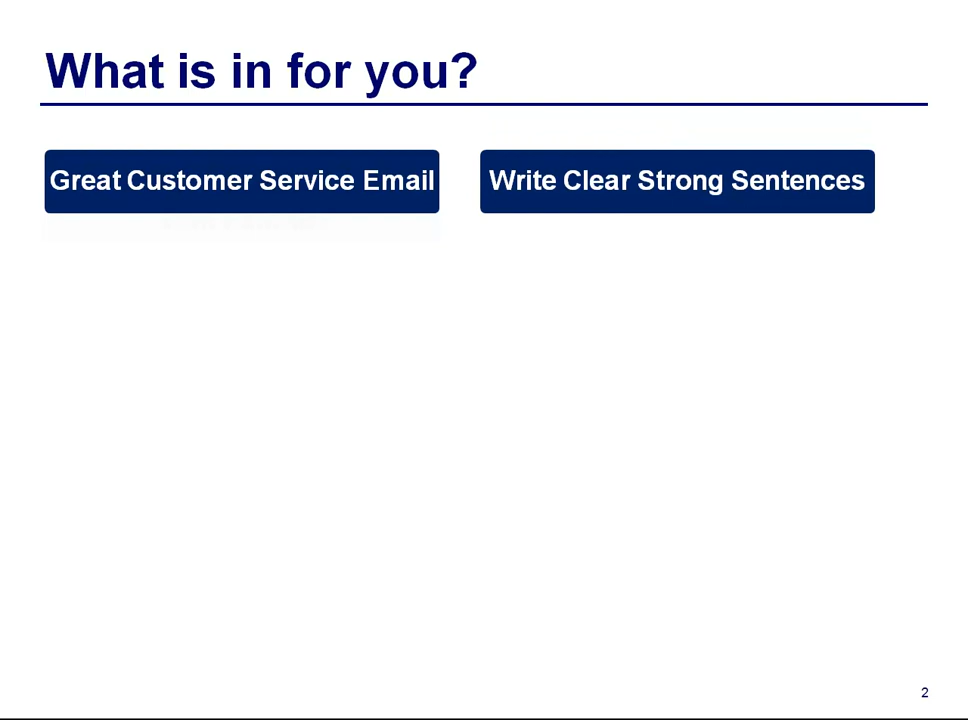 What is in for you?
Great Customer Service Email
Write Clear Strong Sentences
2